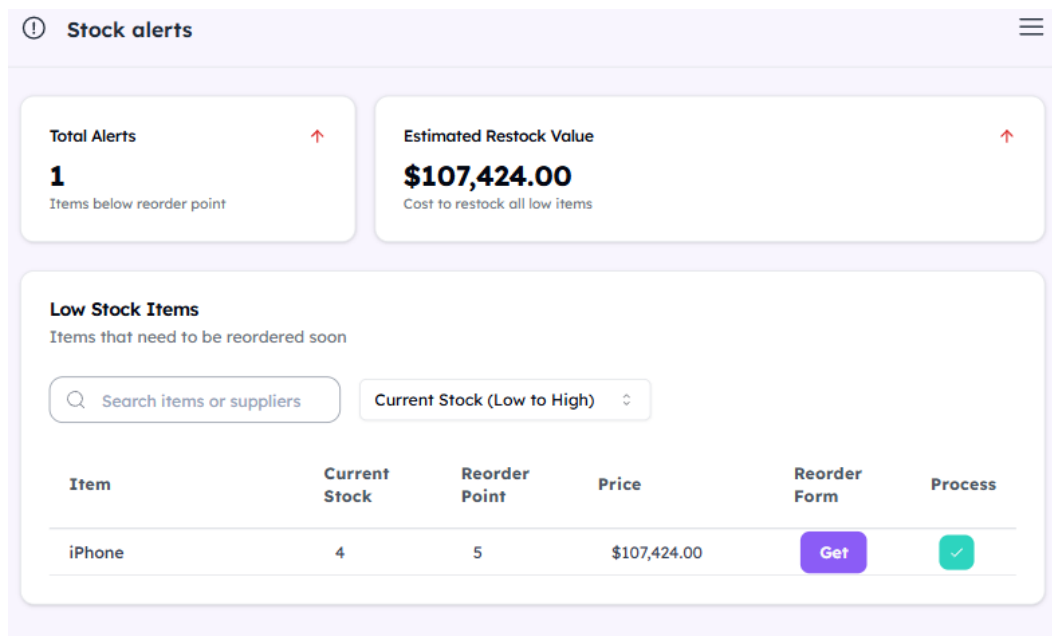 Stock alerts
Total Alerts
1
Items below reorder point
Estimated Restock Value
$107,424.00
Cost to restock all low items
Low Stock Items
Items that need to be reordered soon
Search items or suppliers
Current Stock (Low to High)
Item
Current
Stock
Reorder
Point
Price
Reorder
Form
Process
iPhone
4
5
$107,424.00
Get